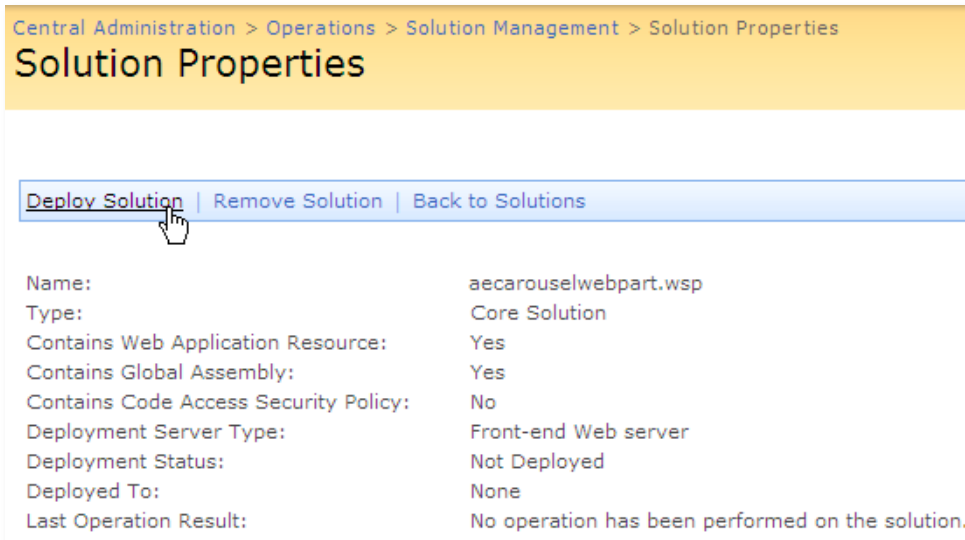 Central Administration > Operations > Solution Management > Solution Properties
Solution Properties
Deploy Solution | Remove Solution | Back to Solutions
Name: aecarouselwebpart.wsp
Type: Core Solution
Contains Web Application Resource: Yes
Contains Global Assembly: Yes
Contains Code Access Security Policy: No
Deployment Server Type: Front-end Web server
Deployment Status: Not Deployed
Deployed To: None
Last Operation Result: No operation has been performed on the solution.